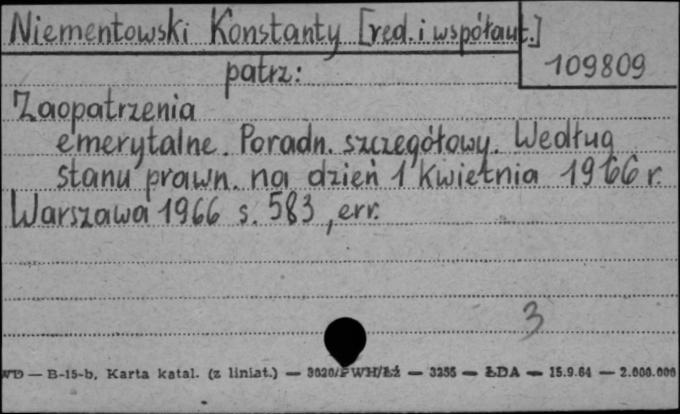 Niementowski Konstanty [red. i współaut.]
109809
patrz:
Zaopatrzenia
emerytalne. Poradn. szczegółowy. Według
stanu prawn. na dzień 1 kwietnia 1966 r.
Warszawa 1966 s. 583, err.
3
WD — B-15-b, Karta katal. (z liniat.) — 3020/PWH/Łź — 3255 — ŁDA — 15.9.64 — 2.000.000